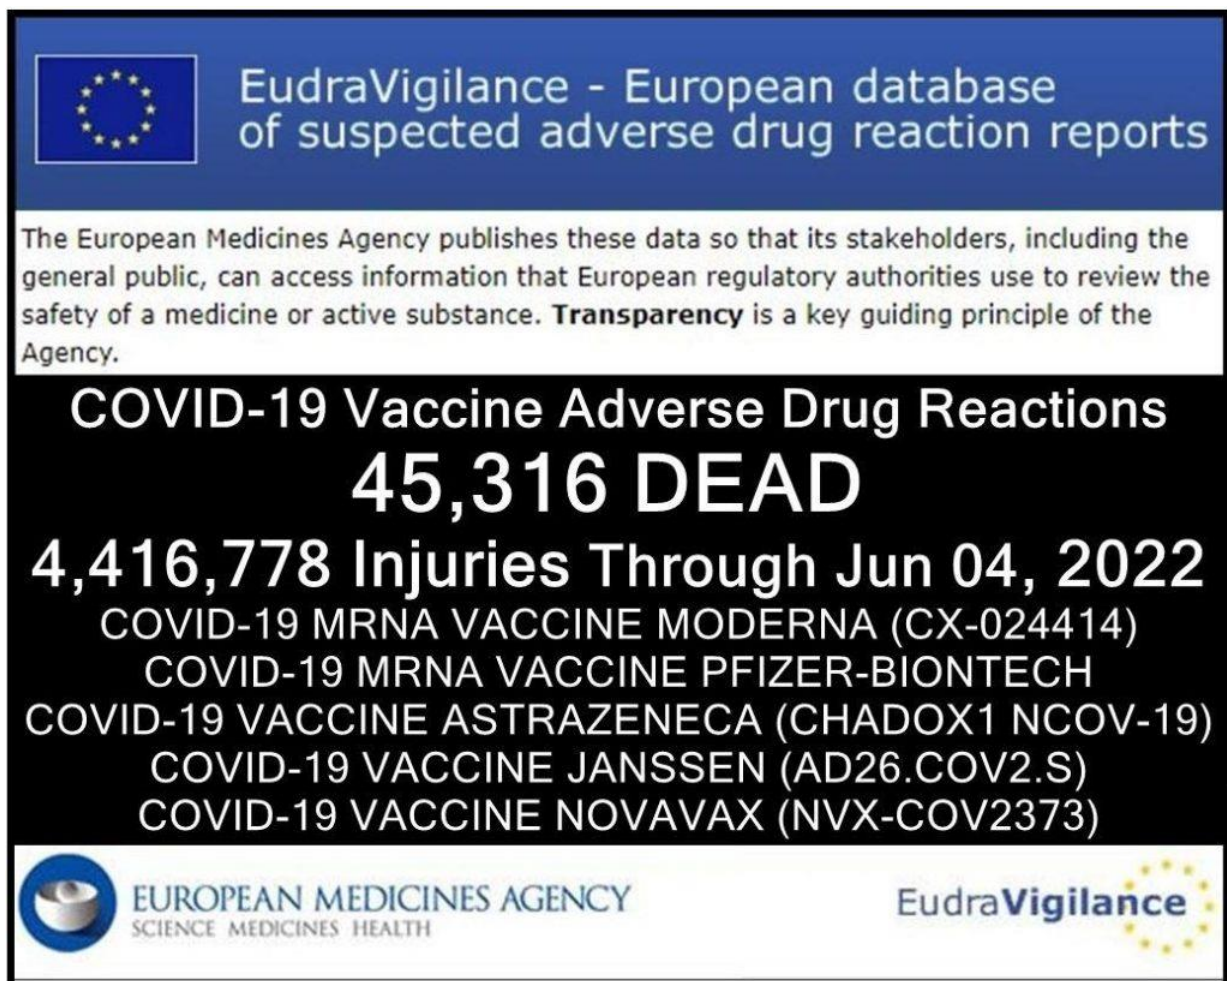 EudraVigilance - European database
of suspected adverse drug reaction reports
The European Medicines Agency publishes these data so that its stakeholders, including the
general public, can access information that European regulatory authorities use to review the
safety of a medicine or active substance. Transparency is a key guiding principle of the
Agency.
COVID-19 Vaccine Adverse Drug Reactions
45,316 DEAD
4,416,778 Injuries Through Jun 04, 2022
COVID-19 MRNA VACCINE MODERNA (CX-024414)
COVID-19 MRNA VACCINE PFIZER-BIONTECH
COVID-19 VACCINE ASTRAZENECA (CHADOX1 NCOV-19)
COVID-19 VACCINE JANSSEN (AD26.COV2.S)
COVID-19 VACCINE NOVAVAX (NVX-COV2373)
EUROPEAN MEDICINES AGENCY
SCIENCE MEDICINES HEALTH
EudraVigilance